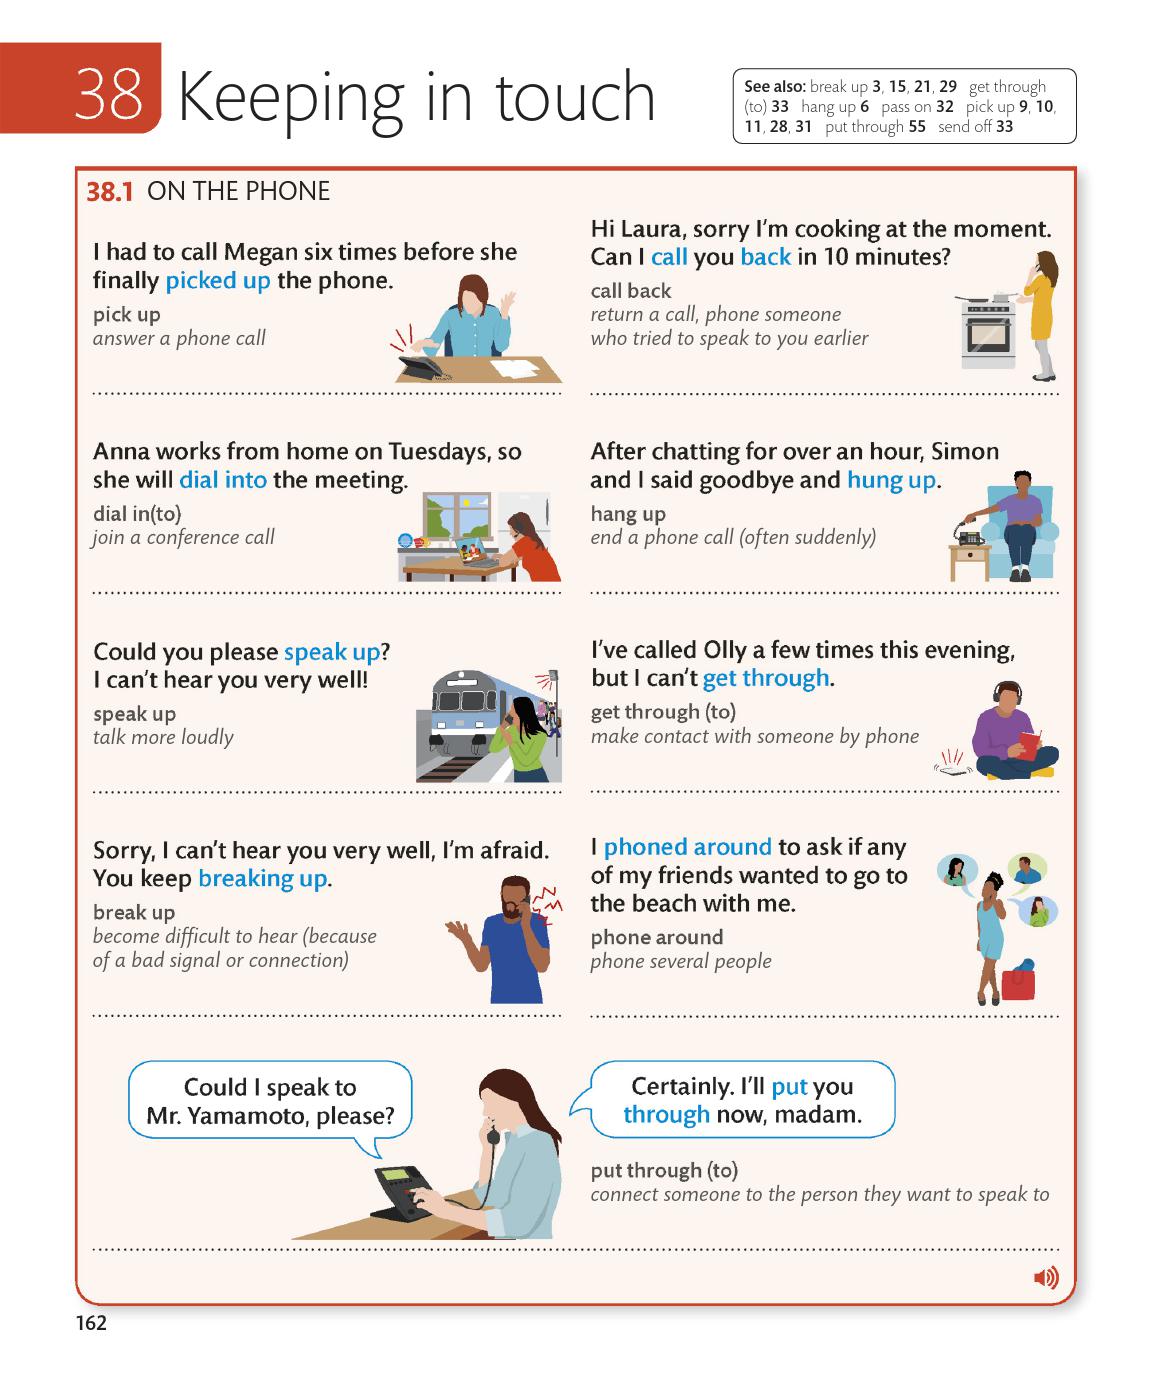 38 Keeping in touch
See also: break up 3, 15, 21, 29 get through
(to) 33 hang up 6 pass on 32 pick up 9, 10,
11, 28, 31 put through 55 send off 33
38.1 ON THE PHONE
I had to call Megan six times before she
finally picked up the phone.
pick up
answer a phone call
Hi Laura, sorry I'm cooking at the moment.
Can I call you back in 10 minutes?
call back
return a call, phone someone
who tried to speak to you earlier
Anna works from home on Tuesdays, so
she will dial into the meeting.
dial in(to)
join a conference call
After chatting for over an hour, Simon
and I said goodbye and hung up.
hang up
end a phone call (often suddenly)
Could you please speak up?
I can't hear you very well!
speak up
talk more loudly
I've called Olly a few times this evening,
but I can't get through.
get through (to)
make contact with someone by phone
Sorry, I can't hear you very well, I'm afraid.
You keep breaking up.
break up
become difficult to hear (because
of a bad signal or connection)
I phoned around to ask if any
of my friends wanted to go to
the beach with me.
phone around
phone several people
Could I speak to
Mr. Yamamoto, please?
Certainly. I'll put you
through now, madam.
put through (to)
connect someone to the person they want to speak to
162